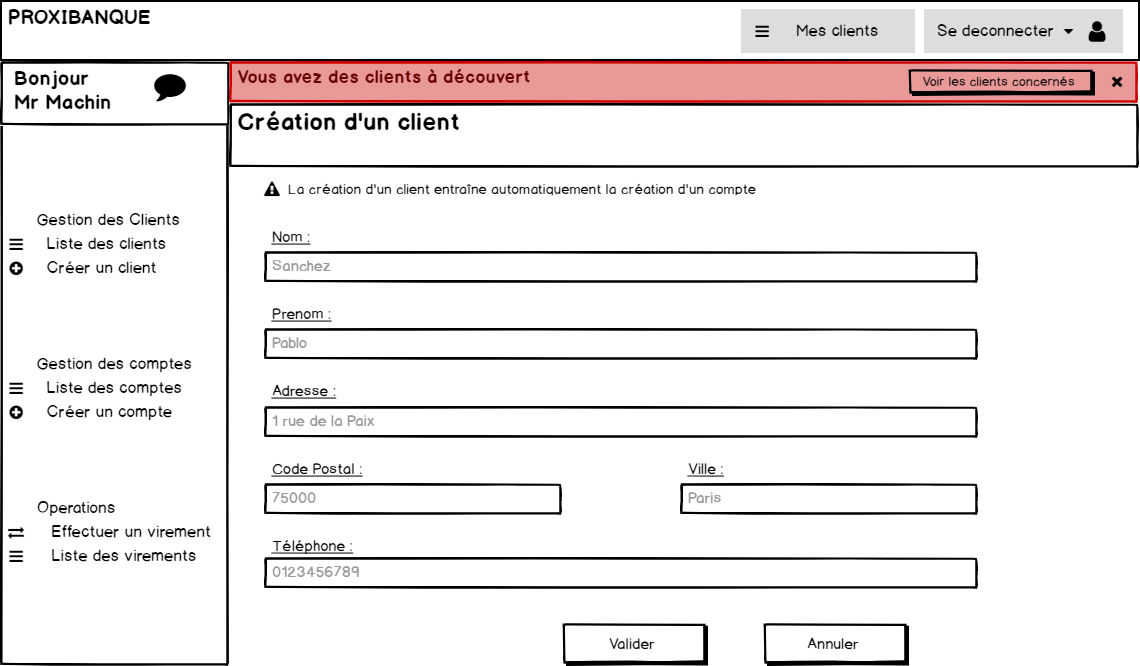 PROXIBANQUE
Mes clients
Se deconnecter
Bonjour
Mr Machin
Vous avez des clients à découvert
Voir les clients concernés
Création d'un client
Gestion des Clients
Liste des clients
Créer un client
Gestion des comptes
Liste des comptes
Créer un compte
Operations
Effectuer un virement
Liste des virements
La création d'un client entraîne automatiquement la création d'un compte
Nom :
Sanchez
Prenom :
Pablo
Adresse :
1 rue de la Paix
Code Postal :
75000
Ville :
Paris
Téléphone :
0123456789
Valider
Annuler